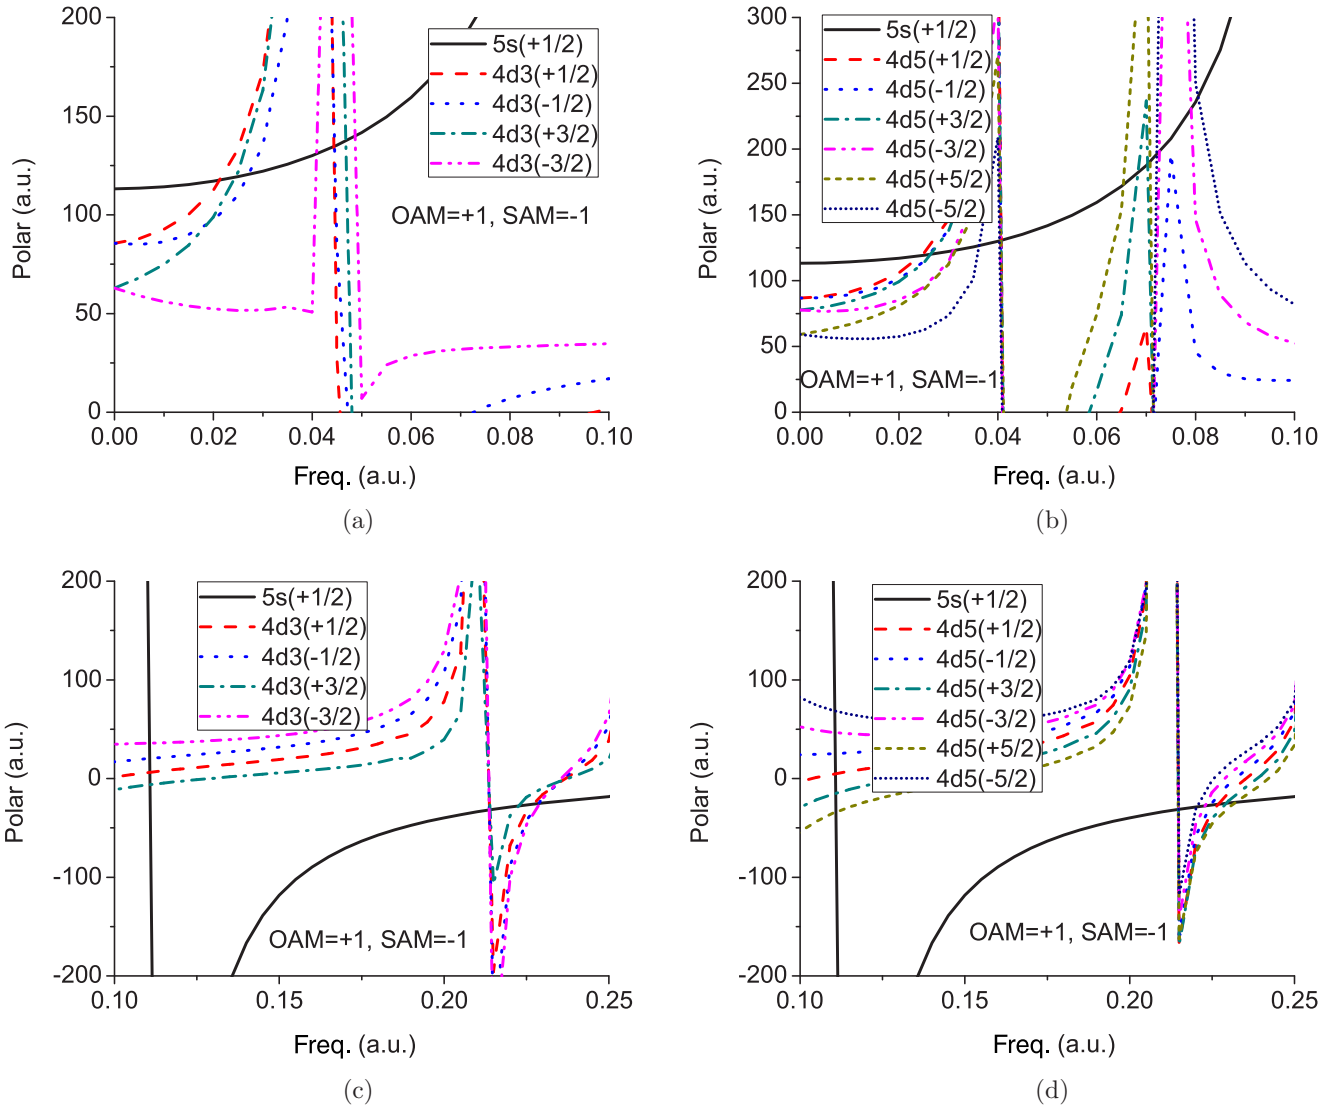 200
150
100
50
0
Polar (a.u.)
5s(+1/2)
4d3(+1/2)
4d3(-1/2)
4d3(+3/2)
4d3(-3/2)
OAM=+1, SAM=-1
0.00 0.02 0.04 0.06 0.08 0.10
Freq. (a.u.)
(a)
300
250
200
150
100
50
0
Polar (a.u.)
5s(+1/2)
4d5(+1/2)
4d5(-1/2)
4d5(+3/2)
4d5(-3/2)
4d5(+5/2)
4d5(-5/2)
OAM=+1, SAM=-1
0.00 0.02 0.04 0.06 0.08 0.10
Freq. (a.u.)
(b)
200
100
0
-100
-200
Polar (a.u.)
5s(+1/2)
4d3(+1/2)
4d3(-1/2)
4d3(+3/2)
4d3(-3/2)
OAM=+1, SAM=-1
0.10 0.15 0.20 0.25
Freq. (a.u.)
(c)
200
100
0
-100
-200
Polar (a.u.)
5s(+1/2)
4d5(+1/2)
4d5(-1/2)
4d5(+3/2)
4d5(-3/2)
4d5(+5/2)
4d5(-5/2)
OAM=+1, SAM=-1
0.10 0.15 0.20 0.25
Freq. (a.u.)
(d)